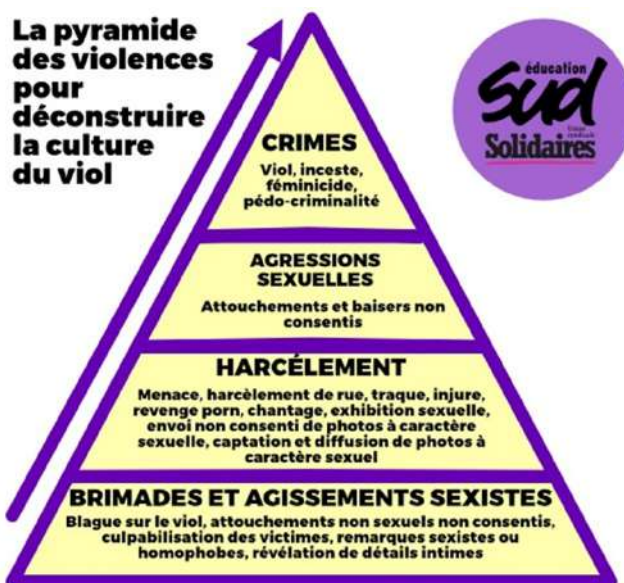 La pyramide
des violences
pour
déconstruire
la culture
du viol
éducation
Sud
Union
syndicale
Solidaires
CRIMES
Viol, inceste,
féminicide,
pédo-criminalité
AGRESSIONS
SEXUELLES
Attouchements et baisers non
consentis
HARCÉLEMENT
Menace, harcèlement de rue, traque, injure,
revenge porn, chantage, exhibition sexuelle,
envoi non consenti de photos à caractère
sexuelle, captation et diffusion de photos à
caractère sexuel
BRIMADES ET AGISSEMENTS SEXISTES
Blague sur le viol, attouchements non sexuels non consentis,
culpabilisation des victimes, remarques sexistes ou
homophobes, révélation de détails intimes